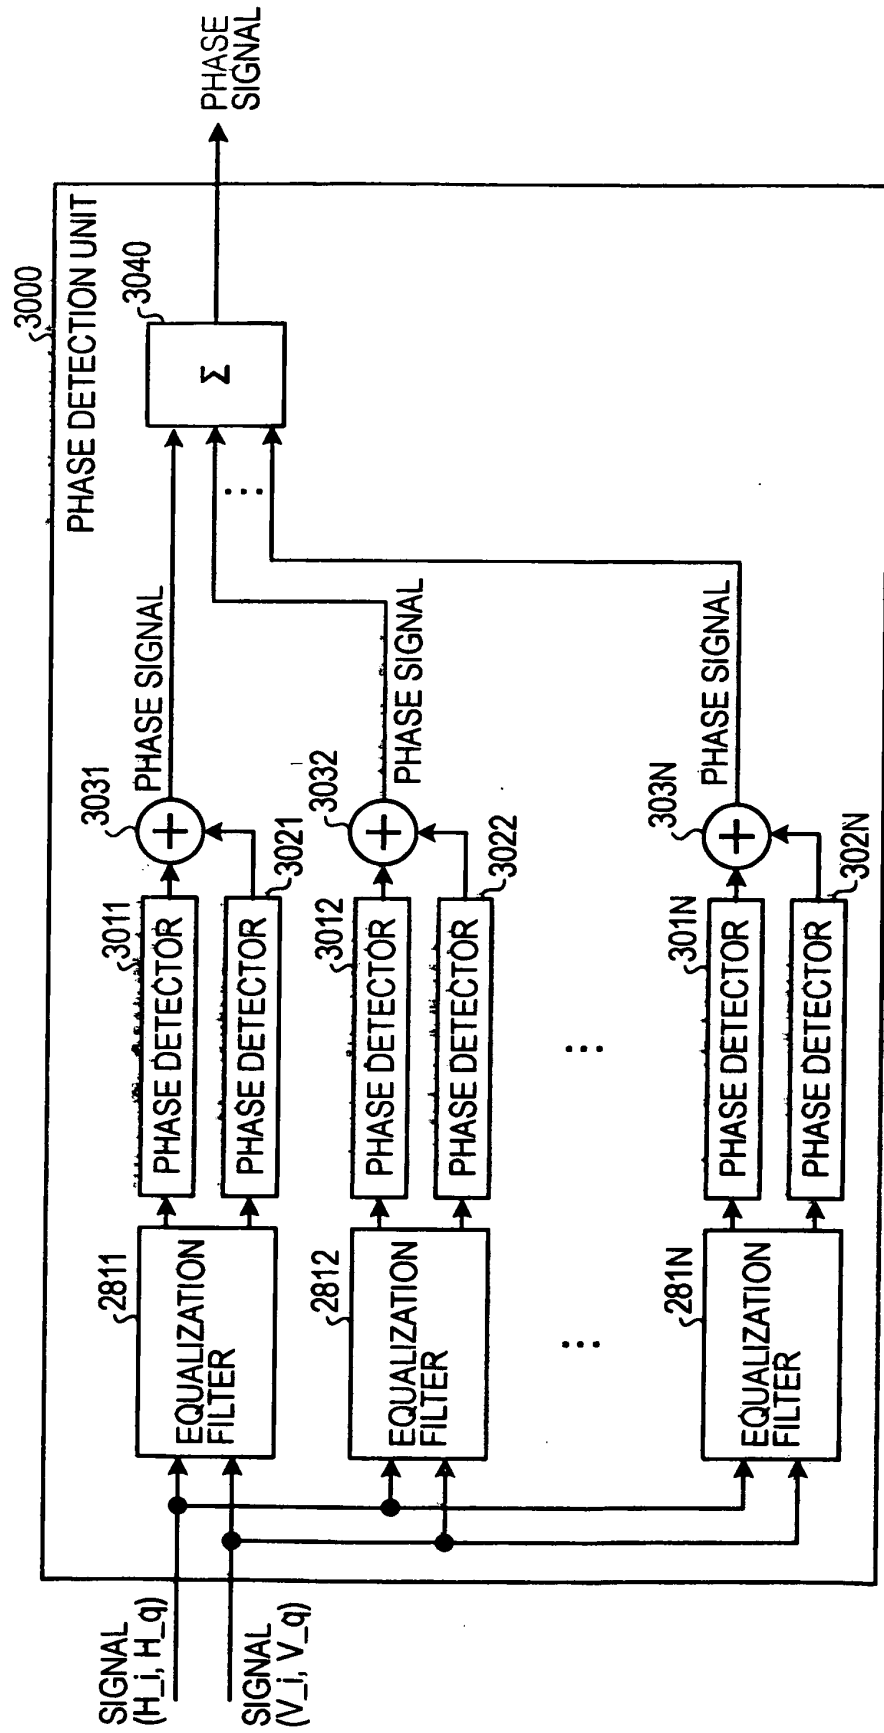 3000
PHASE DETECTION UNIT
SIGNAL
(H_i, H_q)
SIGNAL
(V_i, V_q)
2811
EQUALIZATION
FILTER
3011
PHASE DETECTOR
PHASE DETECTOR
3021
3031
+
PHASE SIGNAL
3040
Σ
PHASE
SIGNAL
2812
EQUALIZATION
FILTER
3012
PHASE DETECTOR
PHASE DETECTOR
3022
3032
+
PHASE SIGNAL
...
...
...
281N
EQUALIZATION
FILTER
301N
PHASE DETECTOR
PHASE DETECTOR
302N
303N
+
PHASE SIGNAL